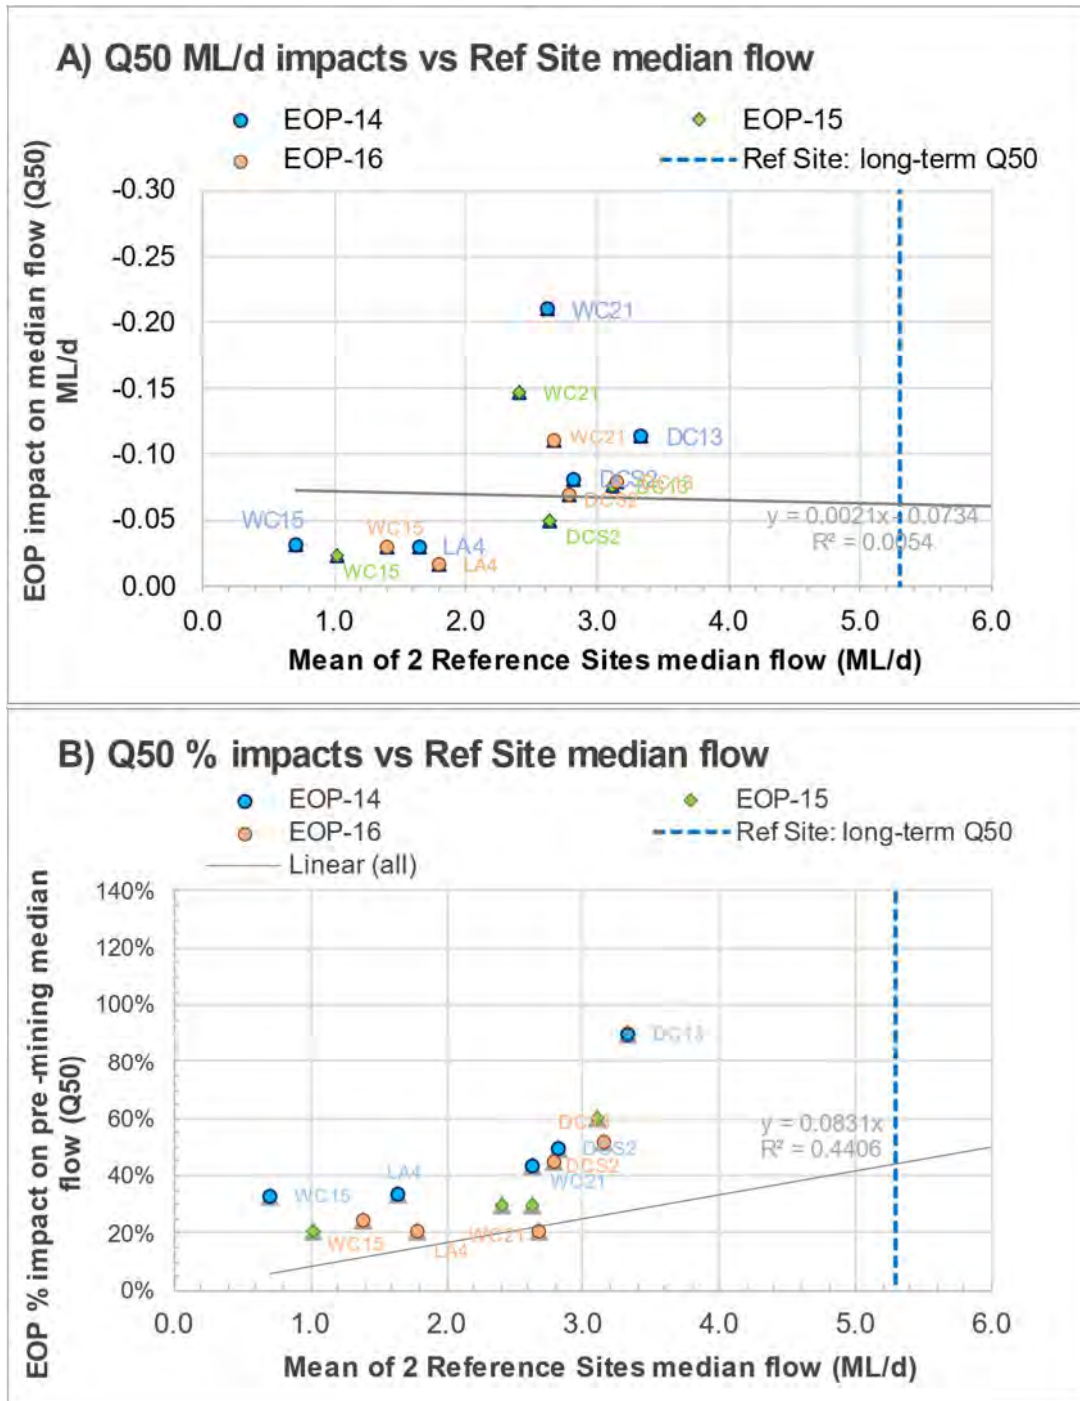 A) Q50 ML/d impacts vs Ref Site median flow
EOP-14
EOP-15
EOP-16
Ref Site: long-term Q50
EOP impact on median flow (Q50)
ML/d
-0.30
-0.25
-0.20
-0.15
-0.10
-0.05
0.00
WC21
WC21
WC21
DC13
DCS2
DC13
DCS2
DCS2
WC15
WC15
LA4
WC15
LA4
y = 0.0021x - 0.0734
R² = 0.0054
0.0 1.0 2.0 3.0 4.0 5.0 6.0
Mean of 2 Reference Sites median flow (ML/d)
B) Q50 % impacts vs Ref Site median flow
EOP-14
EOP-15
EOP-16
Ref Site: long-term Q50
Linear (all)
EOP % impact on pre -mining median
flow (Q50)
140%
120%
100%
80%
60%
40%
20%
0%
DC13
DCS2
DCS2
WC21
LA4
WC15
WC15
LA4
WC21
y = 0.0831x
R² = 0.4406
0.0 1.0 2.0 3.0 4.0 5.0 6.0
Mean of 2 Reference Sites median flow (ML/d)